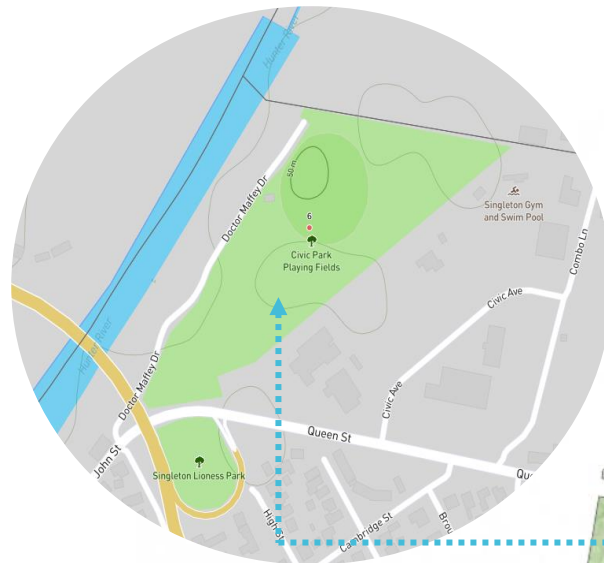 Hunter River
50 m
Doctor Maffey Dr
6
Civic Park
Playing Fields
Singleton Gym
and Swim Pool
Combo Ln
Civic Ave
Hunter River
Doctor Maffey Dr
Civic Ave
Queen St
John St
Singleton Lioness Park
High St
Cambridge St